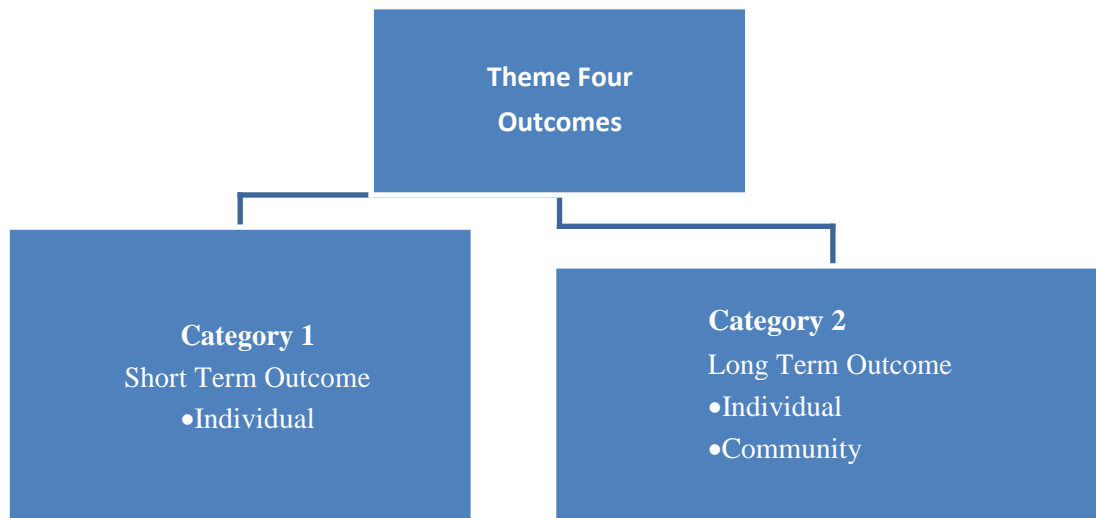 Theme Four
Outcomes
Category 1
Short Term Outcome
•Individual
Category 2
Long Term Outcome
•Individual
•Community